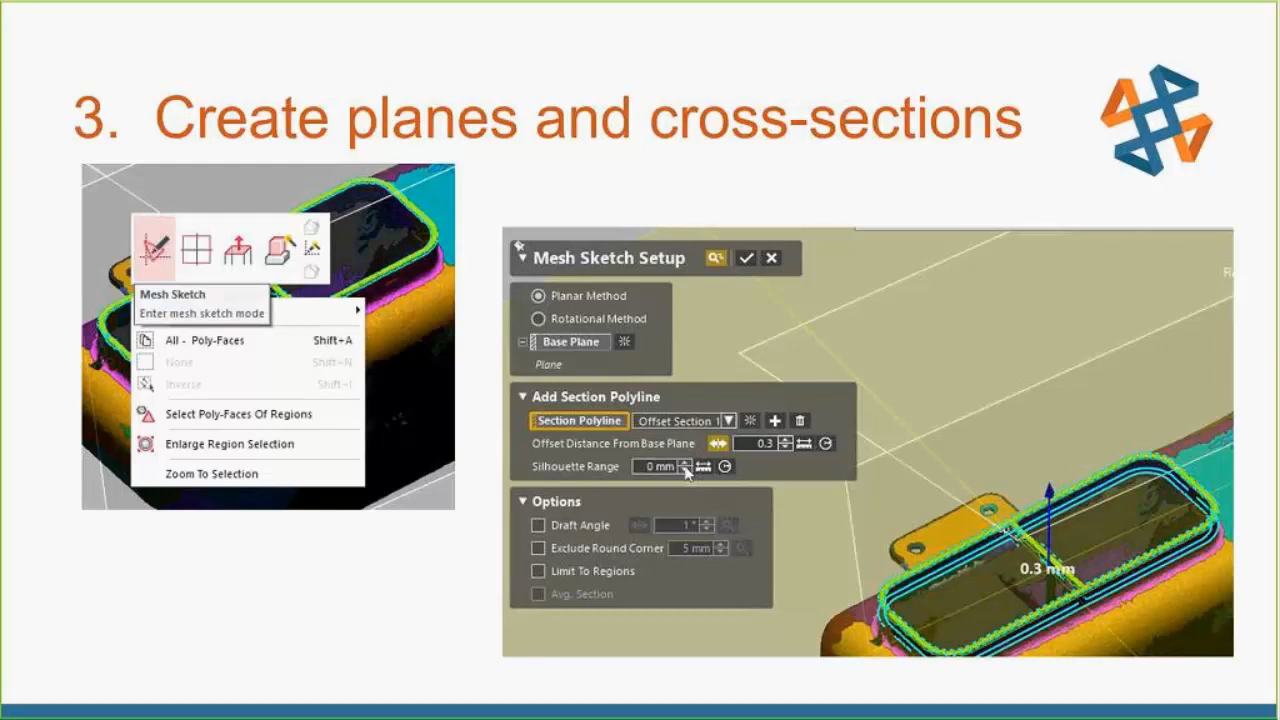 3. Create planes and cross-sections
Mesh Sketch
Enter mesh sketch mode
All - Poly-Faces Shift+A
None Shift+N
Inverse Shift+I
Select Poly-Faces Of Regions
Enlarge Region Selection
Zoom To Selection
Mesh Sketch Setup
Planar Method
Rotational Method
Base Plane
Plane
Add Section Polyline
Section Polyline Offset Section 1
Offset Distance From Base Plane 0.3
Silhouette Range 0 mm
Options
Draft Angle 1 °
Exclude Round Corner 5 mm
Limit To Regions
Avg. Section
0.3 mm